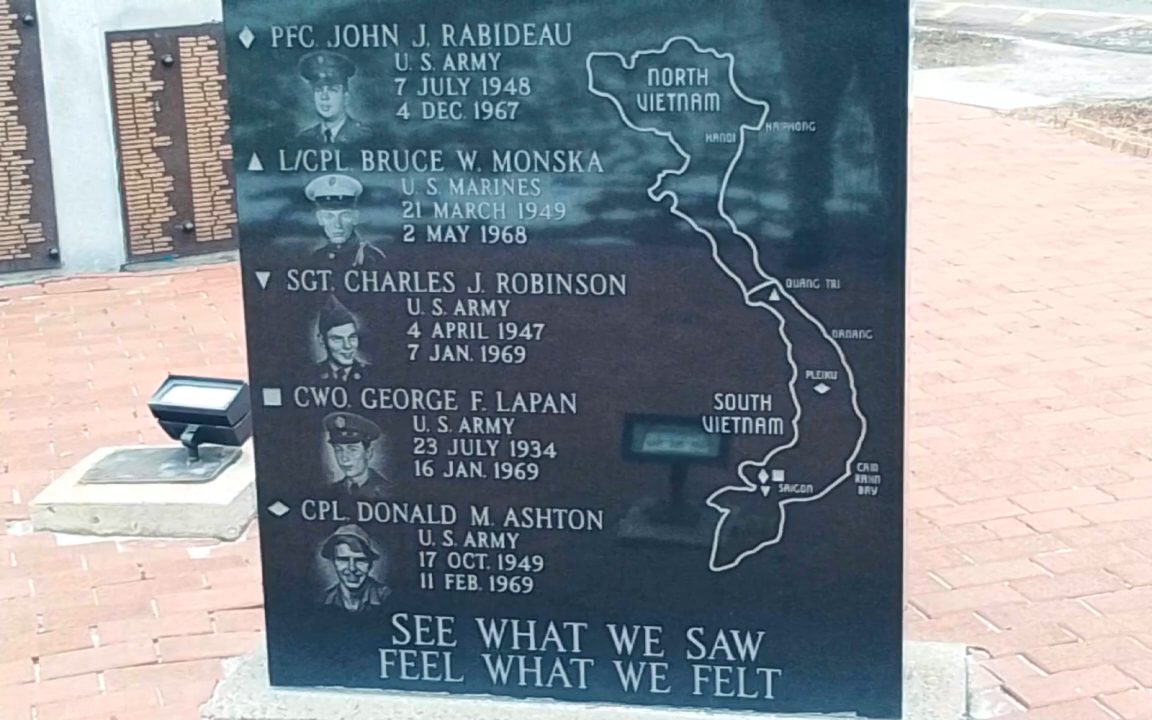 PFC. JOHN J. RABIDEAU
U. S. ARMY
7 JULY 1948
4 DEC. 1967
L/CPL. BRUCE W. MONSKA
U. S. MARINES
21 MARCH 1949
2 MAY 1968
SGT. CHARLES J. ROBINSON
U. S. ARMY
4 APRIL 1947
7 JAN. 1969
CWO. GEORGE F. LAPAN
U. S. ARMY
23 JULY 1934
16 JAN. 1969
CPL. DONALD M. ASHTON
U. S. ARMY
17 OCT. 1949
11 FEB. 1969
NORTH
VIETNAM
HAIPHONG
HANOI
QUANG TRI
DANANG
PLEIKU
SOUTH
VIETNAM
CAM
RAHN
BAY
SAIGON
SEE WHAT WE SAW
FEEL WHAT WE FELT